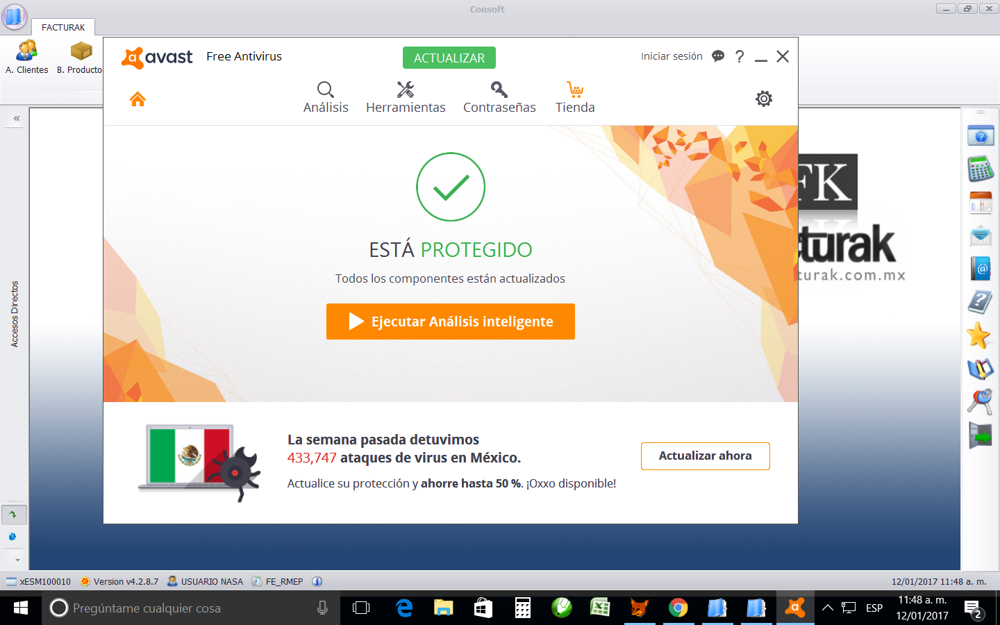 Consoft
FACTURAK
A. Clientes
B. Producto
avast
Free Antivirus
ACTUALIZAR
Iniciar sesión
Análisis
Herramientas
Contraseñas
Tienda
ESTÁ PROTEGIDO
Todos los componentes están actualizados
Ejecutar Análisis inteligente
La semana pasada detuvimos
433,747 ataques de virus en México.
Actualice su protección y ahorre hasta 50 %. ¡Oxxo disponible!
Actualizar ahora
Accesos Directos
FK
cturak
turak.com.mx
xESM100010
Version v4.2.8.7
USUARIO NASA
FE_RMEP
12/01/2017 11:48 a. m.
Pregúntame cualquier cosa
ESP
11:48 a. m.
12/01/2017
2